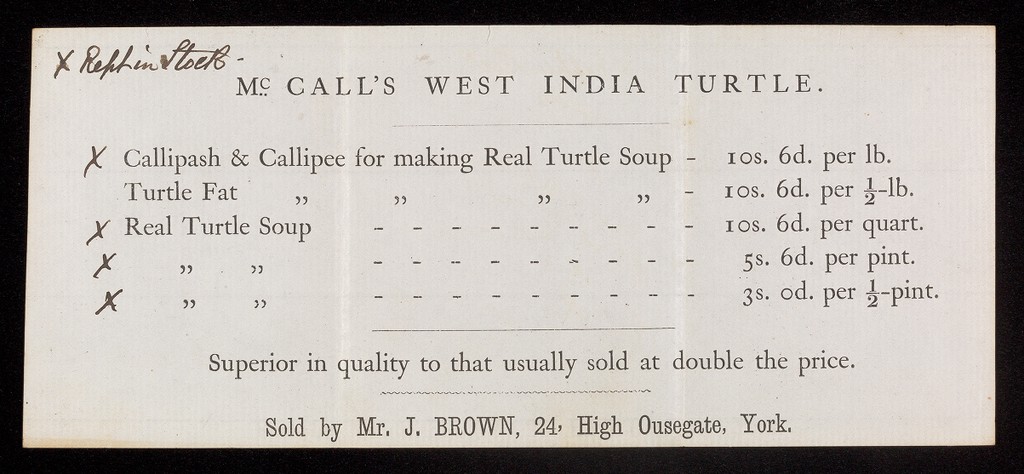 x Kept in Stock -
Mc. CALL'S WEST INDIA TURTLE.
x Callipash & Callipee for making Real Turtle Soup - 10s. 6d. per lb.
Turtle Fat „ „ „ „ - 10s. 6d. per ½-lb.
x Real Turtle Soup - - - - - - - - - - 10s. 6d. per quart.
x „ „ - - - - - - - - - - 5s. 6d. per pint.
x „ „ - - - - - - - - - - 3s. 0d. per ½-pint.
Superior in quality to that usually sold at double the price.
Sold by Mr. J. BROWN, 24, High Ousegate, York.